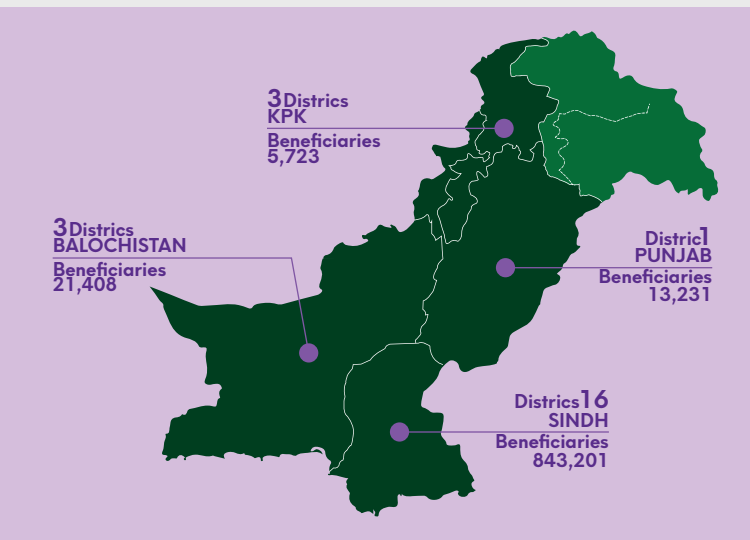 3Districs
KPK
Beneficiaries
5,723
3Districs
BALOCHISTAN
Beneficiaries
21,408
Distric1
PUNJAB
Beneficiaries
13,231
Districs16
SINDH
Beneficiaries
843,201